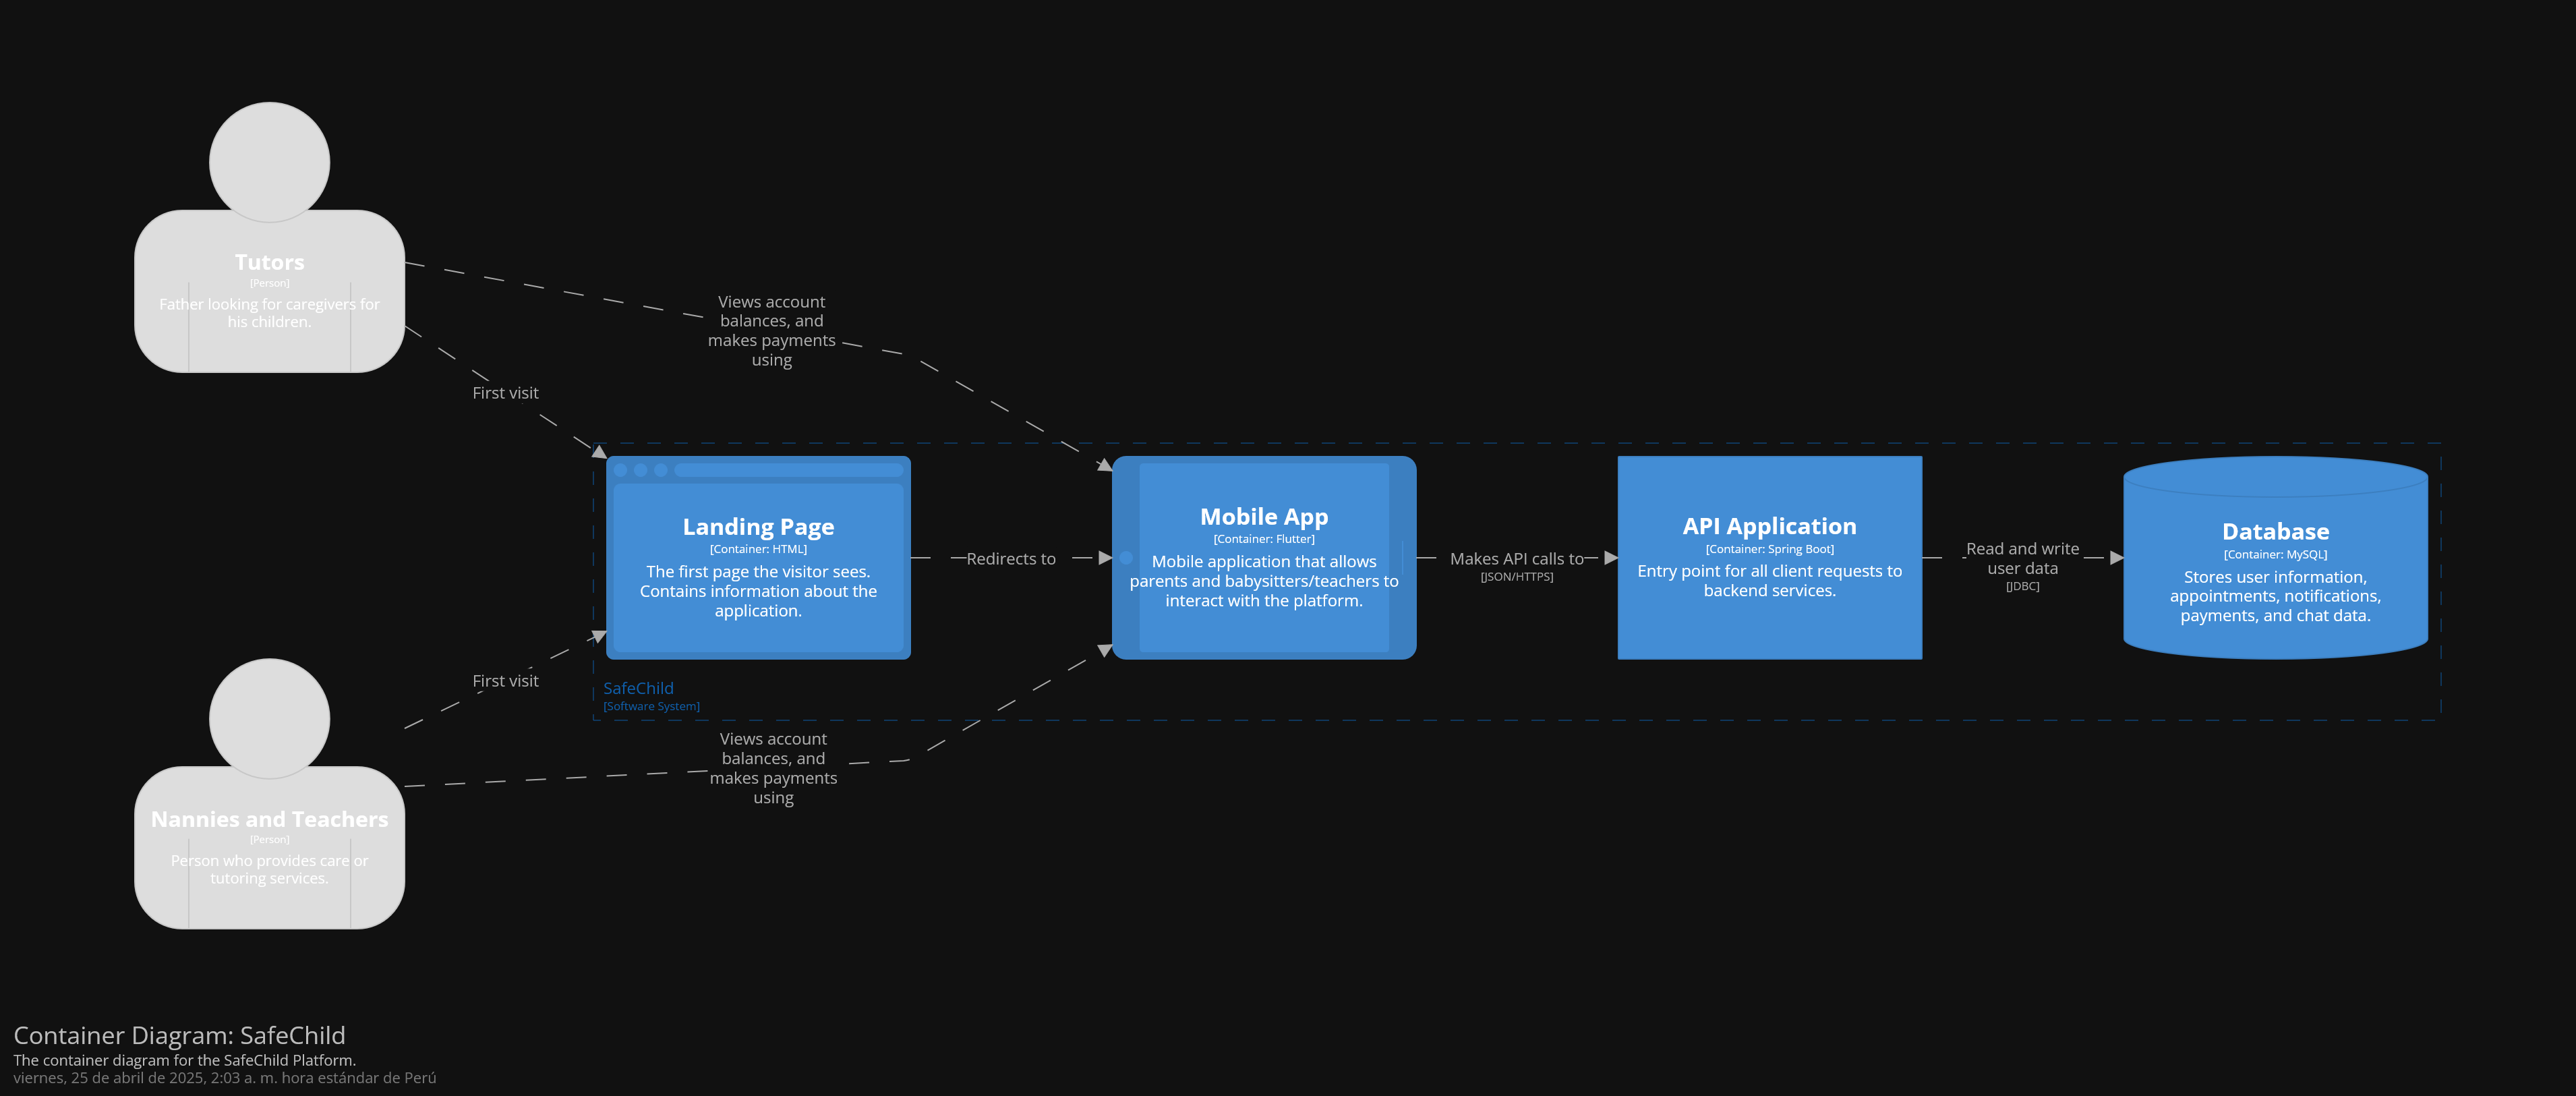 Tutors
[Person]
Father looking for caregivers for
his children.
Views account
balances, and
makes payments
using
First visit
Landing Page
[Container: HTML]
The first page the visitor sees.
Contains information about the
application.
Redirects to
Mobile App
[Container: Flutter]
Mobile application that allows
parents and babysitters/teachers to
interact with the platform.
Makes API calls to
[JSON/HTTPS]
API Application
[Container: Spring Boot]
Entry point for all client requests to
backend services.
Read and write
user data
[JDBC]
Database
[Container: MySQL]
Stores user information,
appointments, notifications,
payments, and chat data.
First visit
SafeChild
[Software System]
Views account
balances, and
makes payments
using
Nannies and Teachers
[Person]
Person who provides care or
tutoring services.
Container Diagram: SafeChild
The container diagram for the SafeChild Platform.
viernes, 25 de abril de 2025, 2:03 a. m. hora estándar de Perú